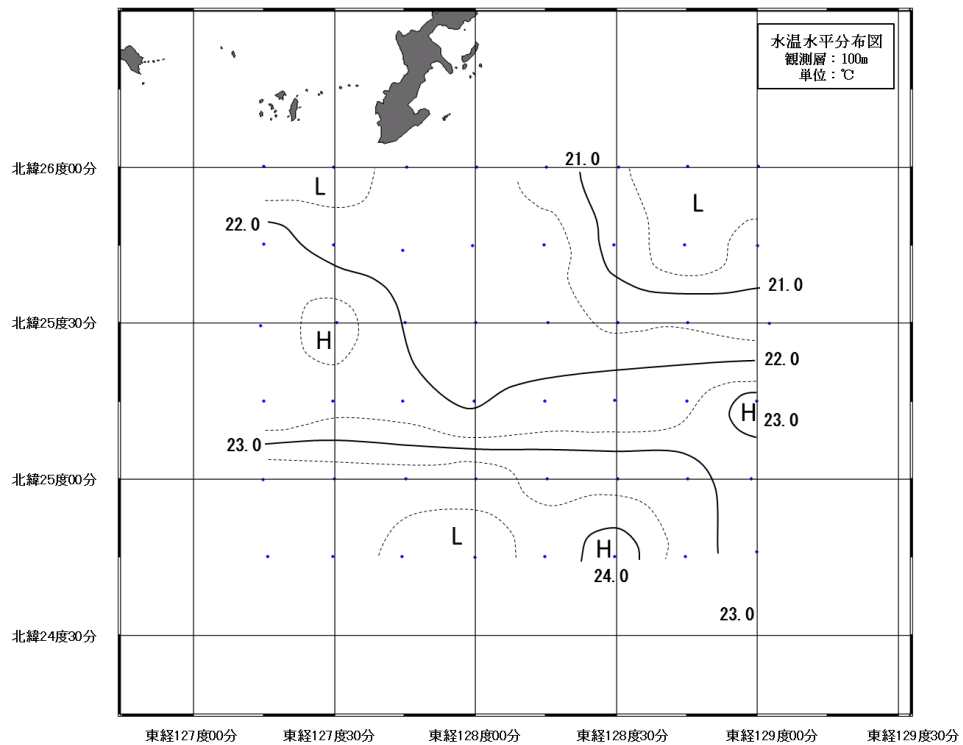 水温水平分布図
観測層：100m
単位：℃
21.0
北緯26度00分
L
L
22.0
21.0
北緯25度30分
H
22.0
H
23.0
23.0
北緯25度00分
L
H
24.0
23.0
北緯24度30分
東経127度00分
東経127度30分
東経128度00分
東経128度30分
東経129度00分
東経129度30分